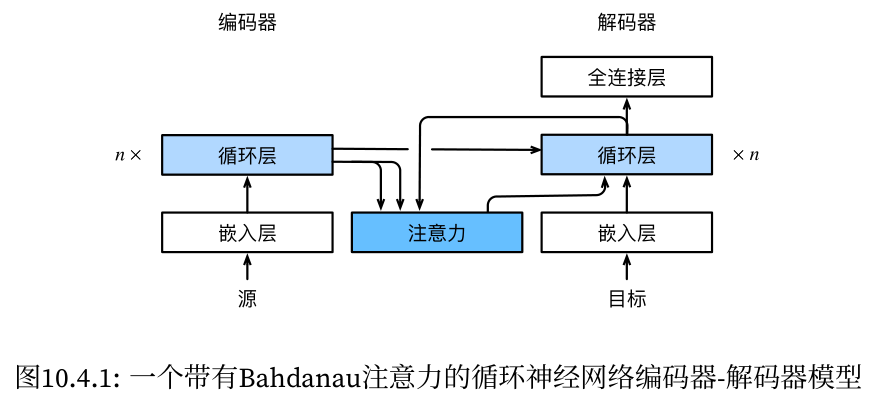 编码器
解码器
全连接层
n ×
循环层
循环层
× n
嵌入层
注意力
嵌入层
源
目标
图10.4.1: 一个带有Bahdanau注意力的循环神经网络编码器-解码器模型